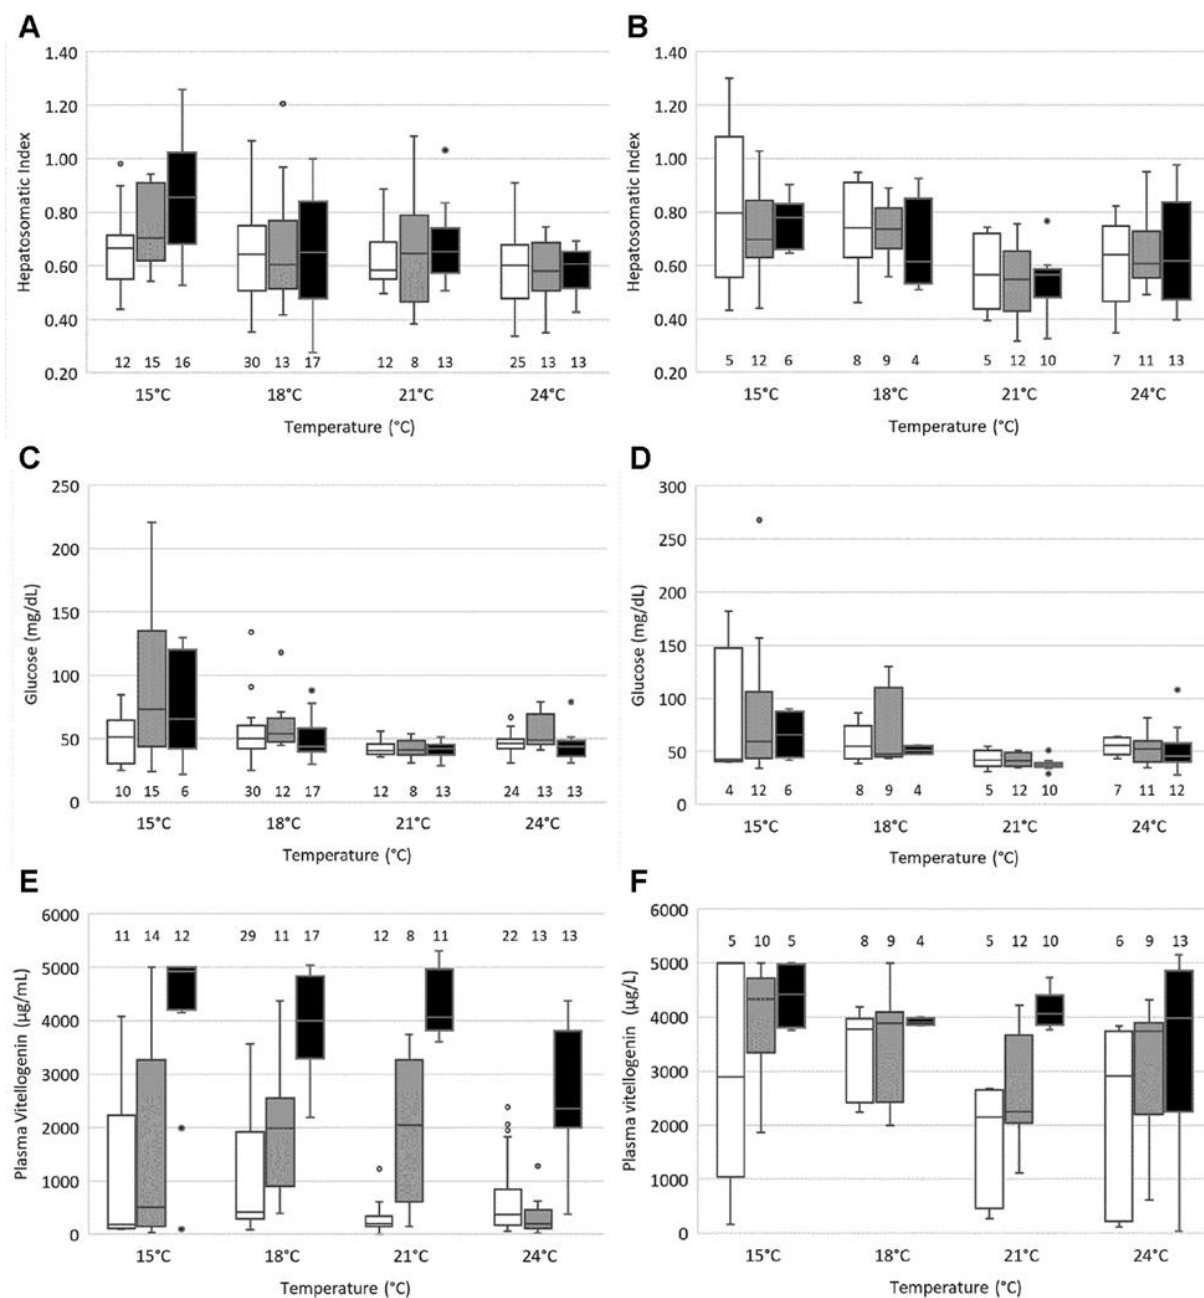 A
1.40
1.20
1.00
0.80
0.60
0.40
0.20
Hepatosomatic Index
12 15 16 30 13 17 12 8 13 25 13 13
15°C 18°C 21°C 24°C
Temperature (°C)
B
1.40
1.20
1.00
0.80
0.60
0.40
0.20
Hepatosomatic Index
5 12 6 8 9 4 5 12 10 7 11 13
15°C 18°C 21°C 24°C
Temperature (°C)
C
250
200
150
100
50
0
Glucose (mg/dL)
10 15 6 30 12 17 12 8 13 24 13 13
15°C 18°C 21°C 24°C
Temperature (°C)
D
300
250
200
150
100
50
0
Glucose (mg/dL)
4 12 6 8 9 4 5 12 10 7 11 12
15°C 18°C 21°C 24°C
Temperature (°C)
E
6000
5000
4000
3000
2000
1000
0
Plasma Vitellogenin (µg/mL)
11 14 12 29 11 17 12 8 11 22 13 13
15°C 18°C 21°C 24°C
Temperature (°C)
F
6000
5000
4000
3000
2000
1000
0
Plasma vitellogenin (µg/L)
5 10 5 8 9 4 5 12 10 6 9 13
15°C 18°C 21°C 24°C
Temperature (°C)